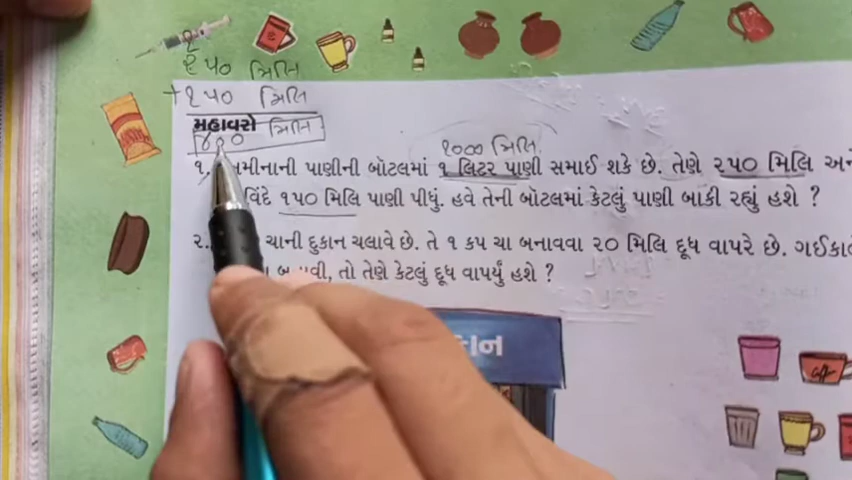 ૨૫૦ મિલિ
+૧૫૦ મિલિ
મહાવરો
૪૦૦ મિલિ
૧૦૦૦ મિલિ.
૧. મીનાની પાણીની બૉટલમાં ૧ લિટર પાણી સમાઈ શકે છે. તેણે ૨૫૦ મિલિ અને
વિંદે ૧૫૦ મિલિ પાણી પીધું. હવે તેની બૉટલમાં કેટલું પાણી બાકી રહ્યું હશે ?
૨. ચાની દુકાન ચલાવે છે. તે ૧ કપ ચા બનાવવા ૨૦ મિલિ દૂધ વાપરે છે. ગઈકાલે
તો તેણે કેટલું દૂધ વાપર્યું હશે ?